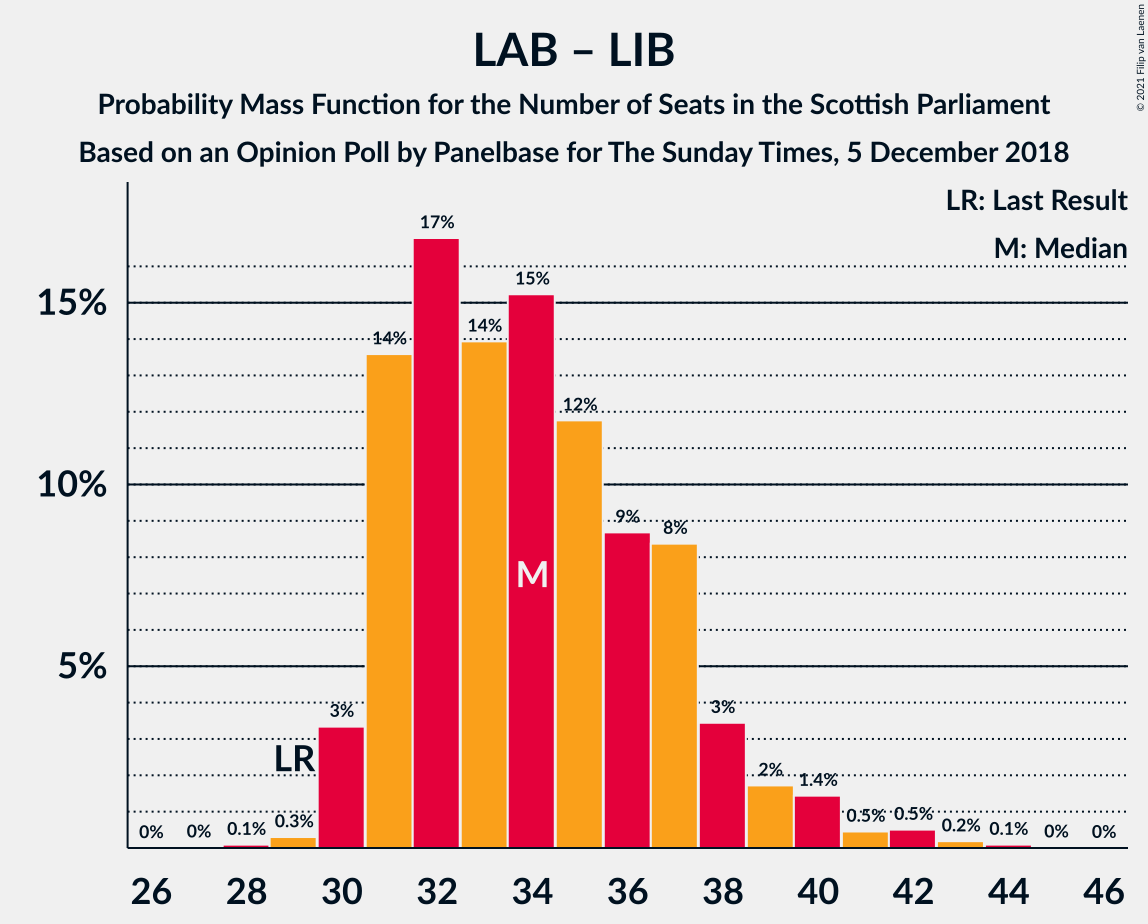 LAB – LIB
Probability Mass Function for the Number of Seats in the Scottish Parliament
Based on an Opinion Poll by Panelbase for The Sunday Times, 5 December 2018
© 2021 Filip van Laenen
LR: Last Result
M: Median
15%
10%
5%
0%
0%
0.1%
0.3%
3%
14%
17%
14%
15%
12%
9%
8%
3%
2%
1.4%
0.5%
0.5%
0.2%
0.1%
0%
0%
LR
M
26 28 30 32 34 36 38 40 42 44 46